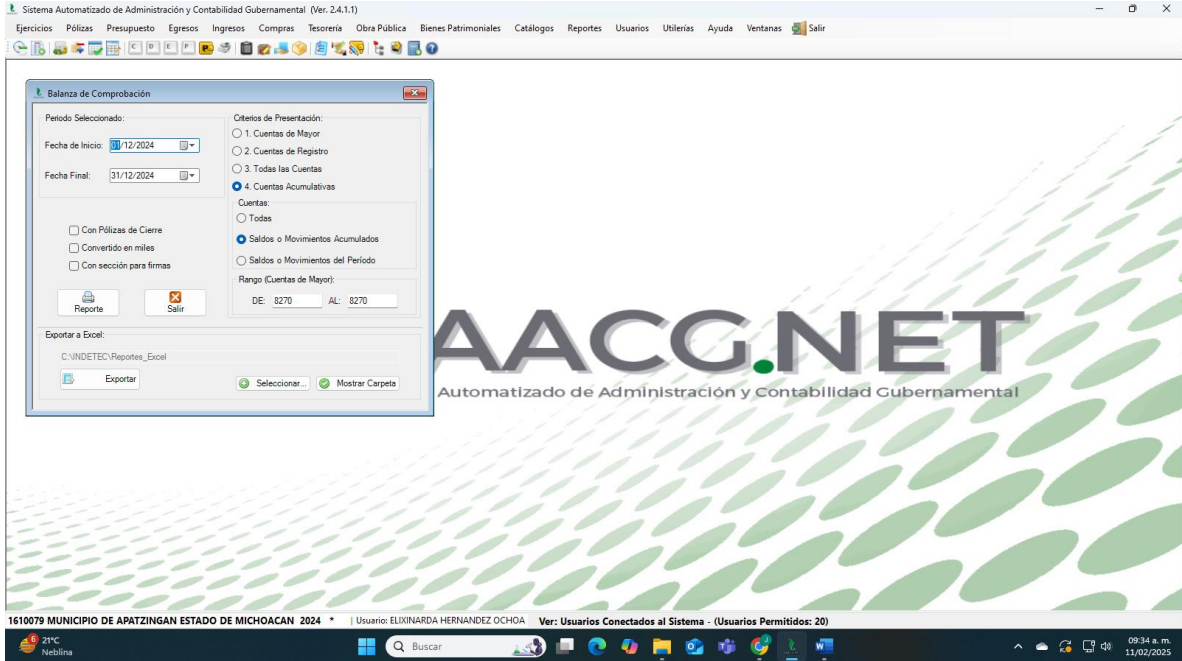 Sistema Automatizado de Administración y Contabilidad Gubernamental (Ver. 2.4.1.1)
Ejercicios Pólizas Presupuesto Egresos Ingresos Compras Tesorería Obra Pública Bienes Patrimoniales Catálogos Reportes Usuarios Utilerías Ayuda Ventanas Salir
C D E P P
Balanza de Comprobación
Periodo Seleccionado:
Fecha de Inicio: 01/12/2024
Fecha Final: 31/12/2024
Con Pólizas de Cierre
Convertido en miles
Con sección para firmas
Reporte Salir
Criterios de Presentación:
1. Cuentas de Mayor
2. Cuentas de Registro
3. Todas las Cuentas
4. Cuentas Acumulativas
Cuentas:
Todas
Saldos o Movimientos Acumulados
Saldos o Movimientos del Período
Rango (Cuentas de Mayor):
DE: 8270 AL: 8270
Exportar a Excel:
C:\INDETEC\Reportes_Excel
Exportar Seleccionar... Mostrar Carpeta
AACG.NET
Automatizado de Administración y Contabilidad Gubernamental
1610079 MUNICIPIO DE APATZINGAN ESTADO DE MICHOACAN 2024 * | Usuario: ELIXINARDA HERNANDEZ OCHOA Ver: Usuarios Conectados al Sistema - (Usuarios Permitidos: 20)
6 21°C
Neblina
Buscar
09:34 a. m.
11/02/2025